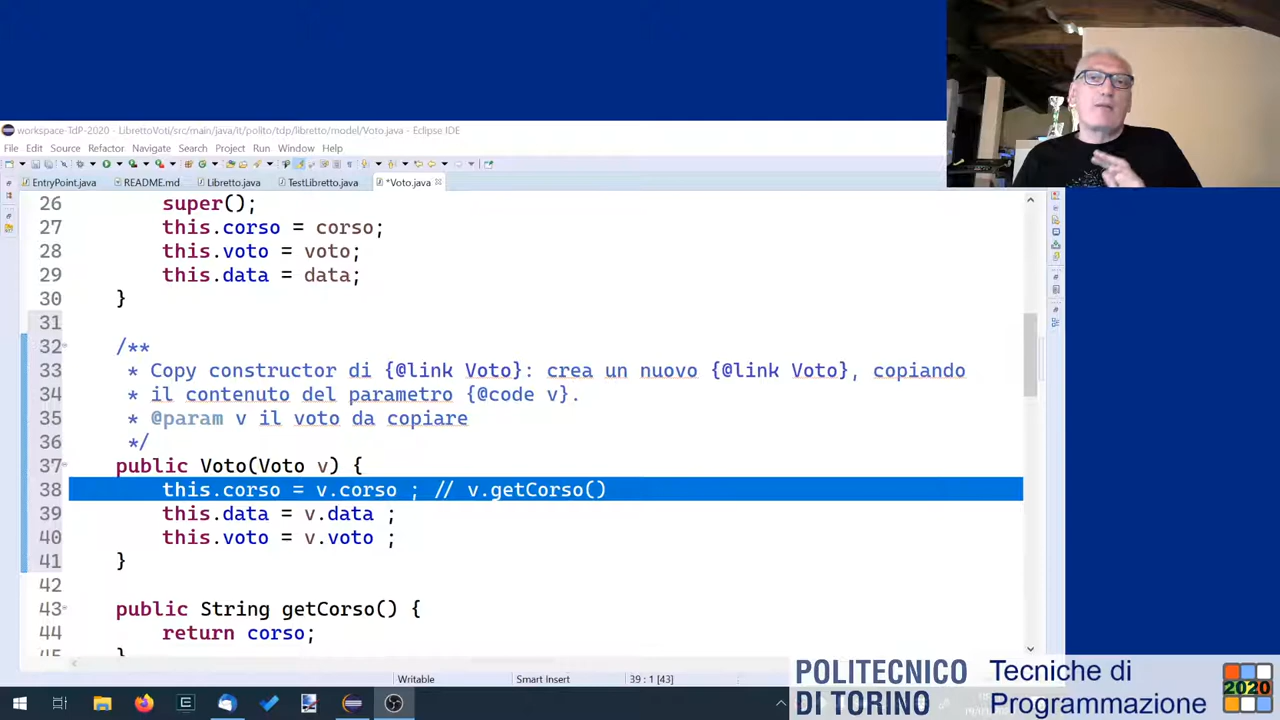 workspace-TdP-2020 - LibrettoVoti/src/main/java/it/polito/tdp/libretto/model/Voto.java - Eclipse IDE
File Edit Source Refactor Navigate Search Project Run Window Help
EntryPoint.java README.md Libretto.java TestLibretto.java *Voto.java
26 super();
27 this.corso = corso;
28 this.voto = voto;
29 this.data = data;
30 }
31
32 /**
33 * Copy constructor di {@link Voto}: crea un nuovo {@link Voto}, copiando
34 * il contenuto del parametro {@code v}.
35 * @param v il voto da copiare
36 */
37 public Voto(Voto v) {
38 this.corso = v.corso ; // v.getCorso()
39 this.data = v.data ;
40 this.voto = v.voto ;
41 }
42
43 public String getCorso() {
44 return corso;
45 }
Writable Smart Insert 39 : 1 [43]
POLITECNICO
DI TORINO
Tecniche di
Programmazione
2020